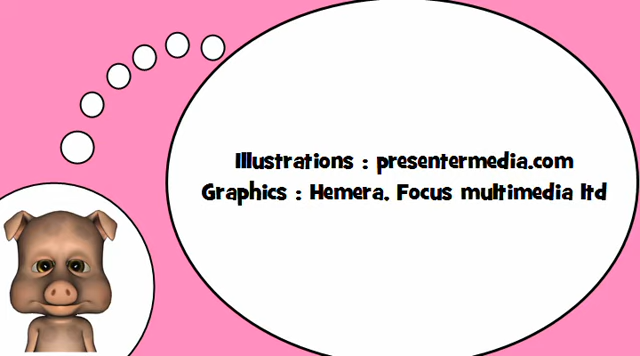 Illustrations : presentermedia.com
Graphics : Hemera. Focus multimedia ltd